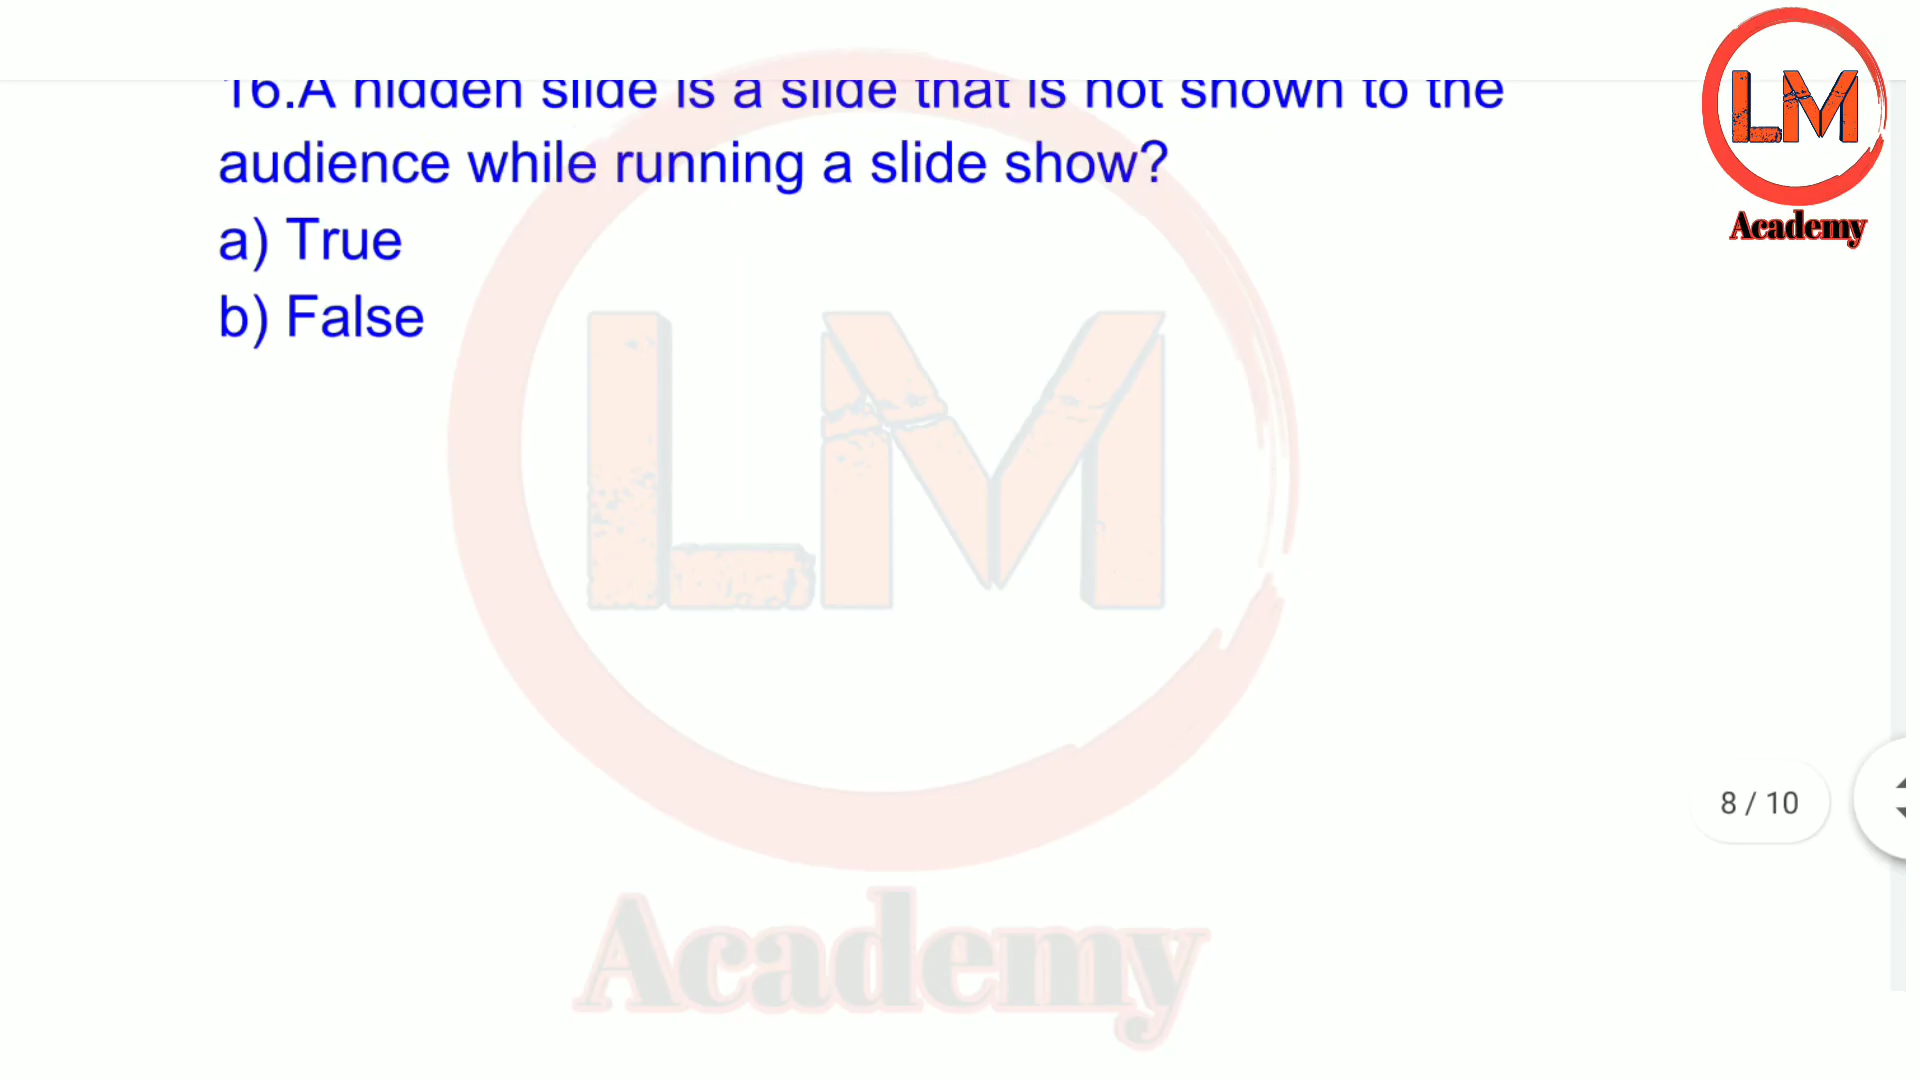 16.A hidden slide is a slide that is not shown to the
audience while running a slide show?
a) True
b) False
LM
Academy
LM
Academy
8 / 10